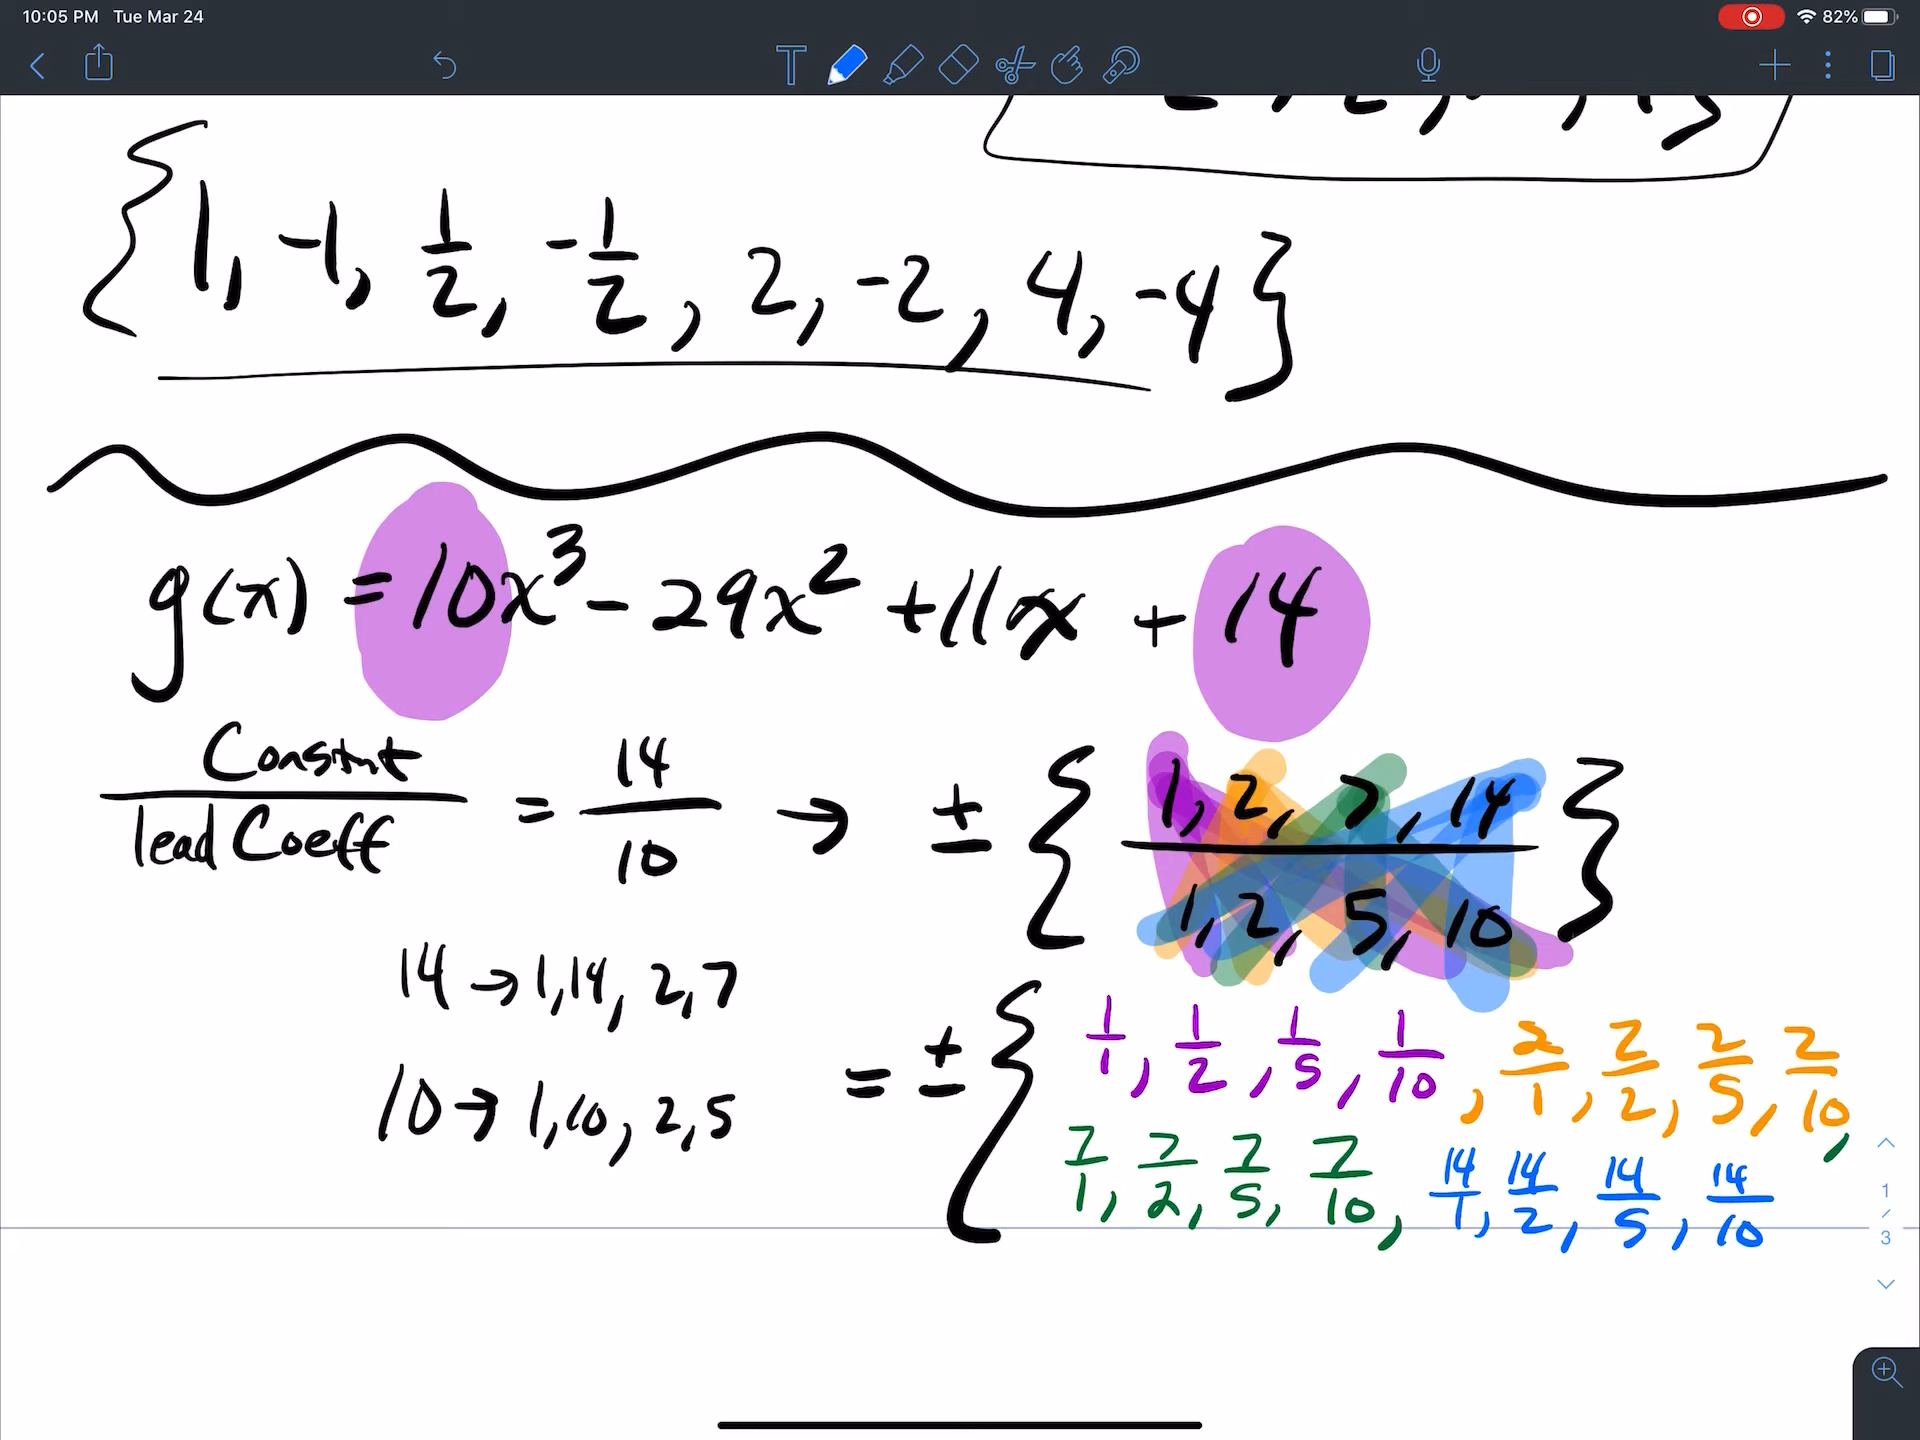 10:05 PM Tue Mar 24
82%
{1, -1, 1/2, -1/2, 2, -2, 4, -4}
g(x) = 10x³ - 29x² + 11x + 14
Constnt/lead Coeff = 14/10 → ± {1, 2, 7, 14/1, 2, 5, 10}
14 → 1, 14, 2, 7
10 → 1, 10, 2, 5
= ± { 1/1, 1/2, 1/5, 1/10, 2/1, 2/2, 2/5, 2/10,
7/1, 7/2, 7/5, 7/10, 14/1, 14/2, 14/5, 14/10
1/3